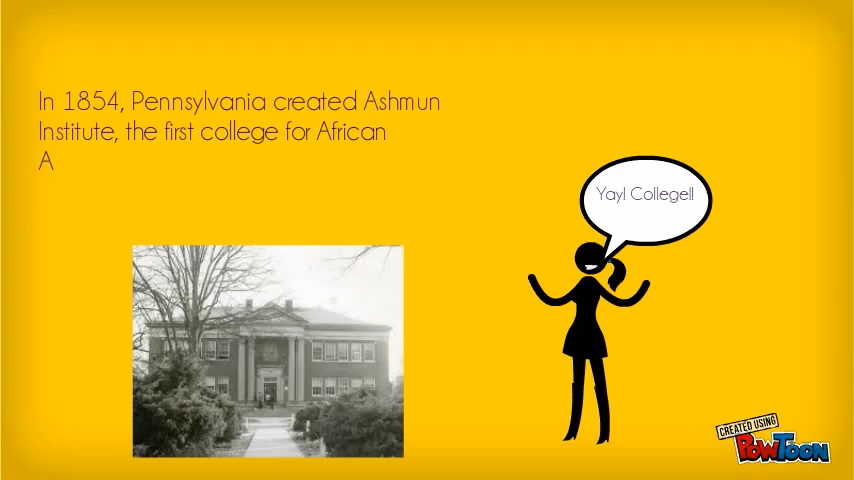 In 1854, Pennsylvania created Ashmun
Institute, the first college for African
A
Yay! College!!
CREATED USING
POWTOON